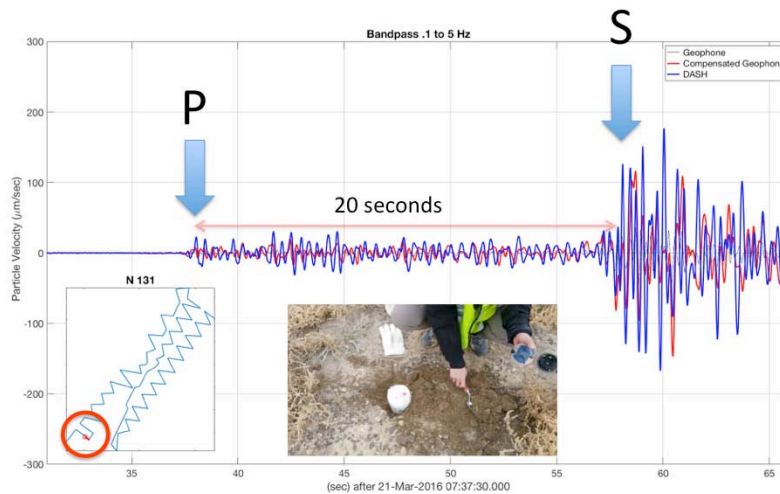 Bandpass .1 to 5 Hz
300
200
100
0
-100
-200
-300
Particle Velocity (μm/sec)
P
S
Geophone
Compensated Geophon
DASH
20 seconds
N 131
35
40
45
50
55
60
65
(sec) after 21-Mar-2016 07:37:30.000